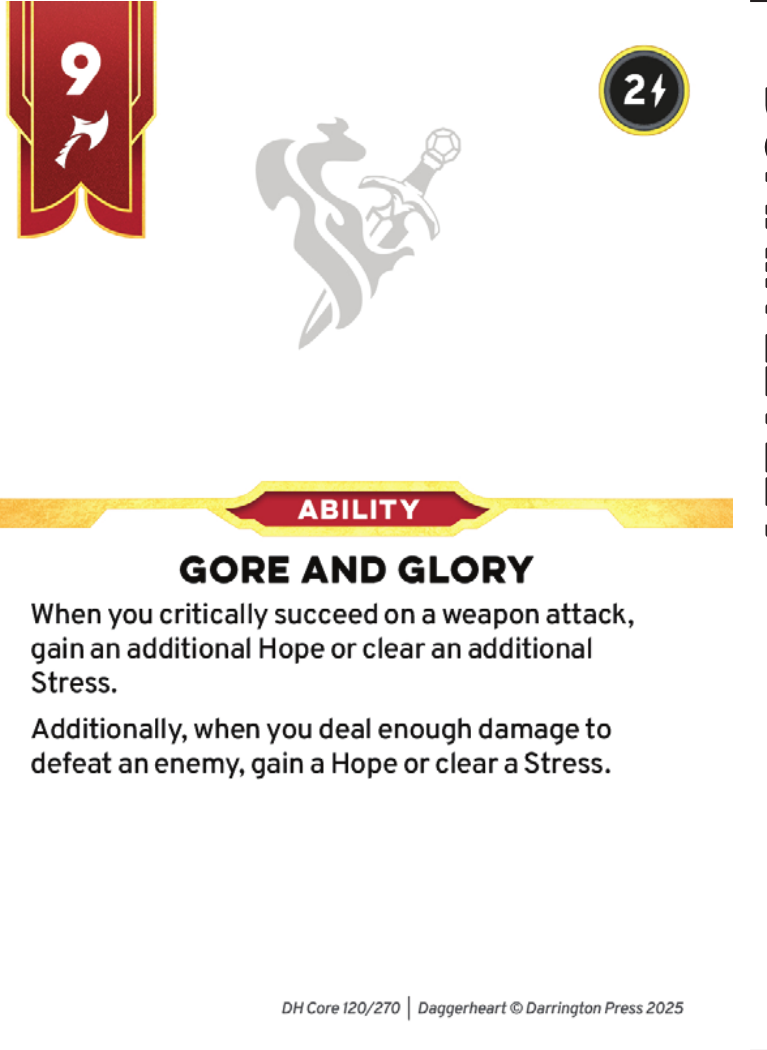 9
2
ABILITY
GORE AND GLORY
When you critically succeed on a weapon attack,
gain an additional Hope or clear an additional
Stress.
Additionally, when you deal enough damage to
defeat an enemy, gain a Hope or clear a Stress.
DH Core 120/270 | Daggerheart © Darrington Press 2025